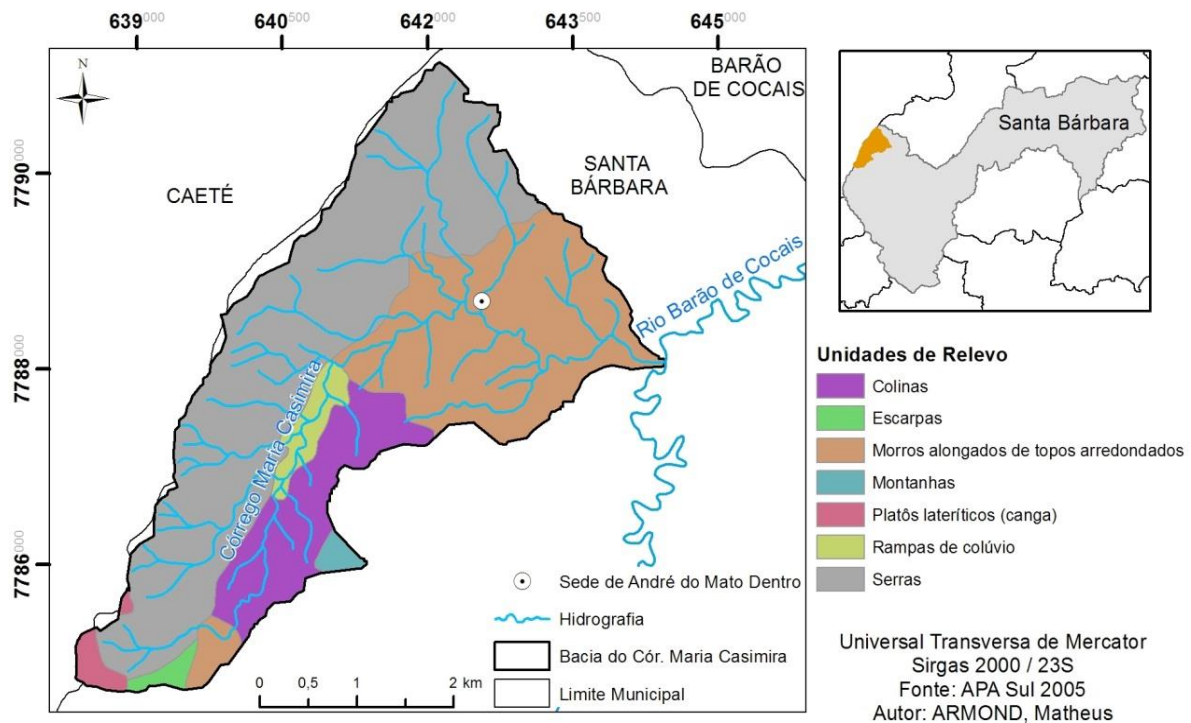 639000
640500
642000
643500
645000
7790000
7788000
7786000
N
BARÃO
DE COCAIS
SANTA
BÁRBARA
CAETÉ
Rio Barão de Cocais
Córrego Maria Casimira
Sede de André do Mato Dentro
Hidrografia
Bacia do Cór. Maria Casimira
Limite Municipal
0 0,5 1 2 km
Santa Bárbara
Unidades de Relevo
Colinas
Escarpas
Morros alongados de topos arredondados
Montanhas
Platôs lateríticos (canga)
Rampas de colúvio
Serras
Universal Transversa de Mercator
Sirgas 2000 / 23S
Fonte: APA Sul 2005
Autor: ARMOND, Matheus